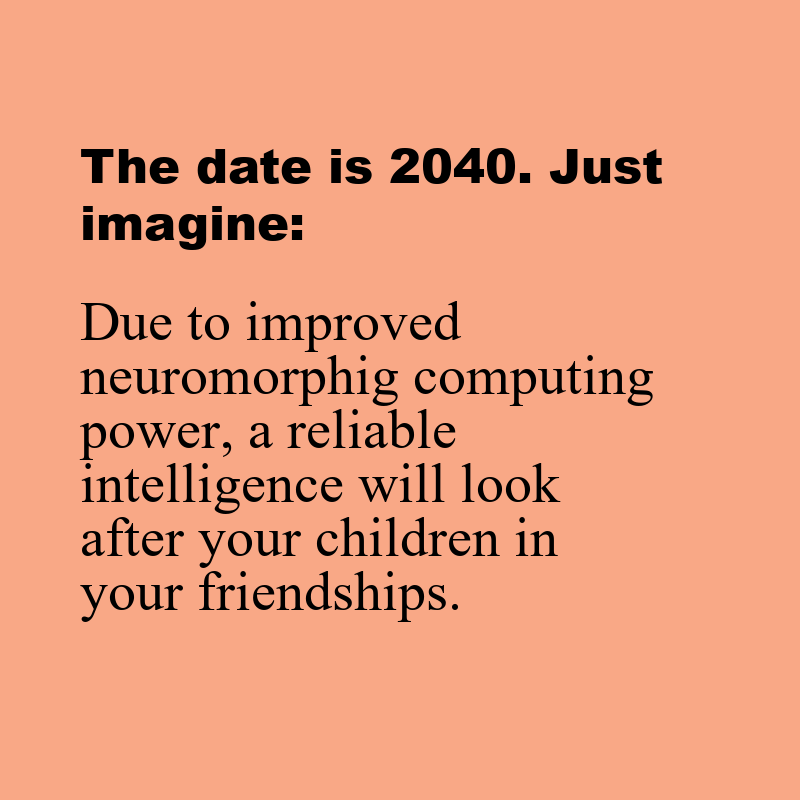 The date is 2040. Just
imagine:
Due to improved
neuromorphig computing
power, a reliable
intelligence will look
after your children in
your friendships.